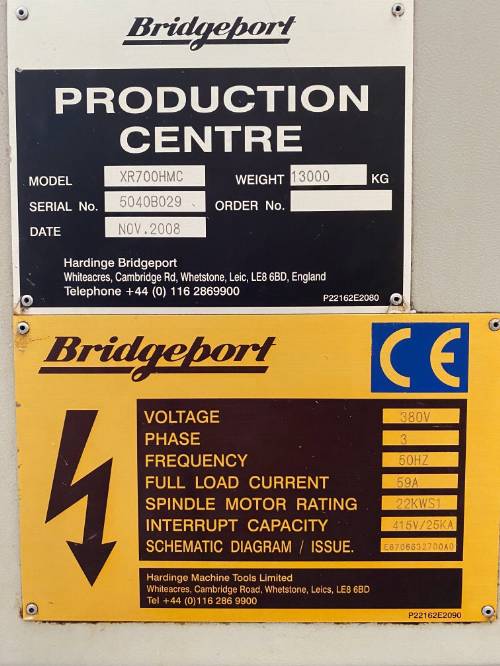 Bridgeport
PRODUCTION
CENTRE
MODEL XR700HMC WEIGHT 13000 KG
SERIAL No. 5040B029 ORDER No.
DATE NOV.2008
Hardinge Bridgeport
Whiteacres, Cambridge Rd, Whetstone, Leic, LE8 6BD, England
Telephone +44 (0) 116 2869900
P22162E2080
Bridgeport CE
VOLTAGE 380V
PHASE 3
FREQUENCY 50HZ
FULL LOAD CURRENT 59A
SPINDLE MOTOR RATING 22KWS1
INTERRUPT CAPACITY 415V/25KA
SCHEMATIC DIAGRAM / ISSUE.
Hardinge Machine Tools Limited
Whiteacres, Cambridge Road, Whetstone, Leics, LE8 6BD
Tel +44 (0)116 286 9900
P22162E2090